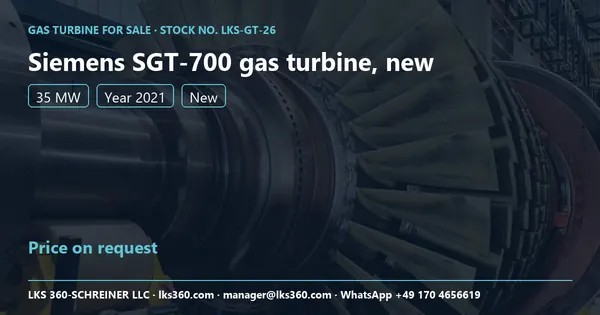 GAS TURBINE FOR SALE · STOCK NO. LKS-GT-26
Siemens SGT-700 gas turbine, new
35 MW Year 2021 New
Price on request
LKS 360-SCHREINER LLC · lks360.com · manager@lks360.com · WhatsApp +49 170 4656619